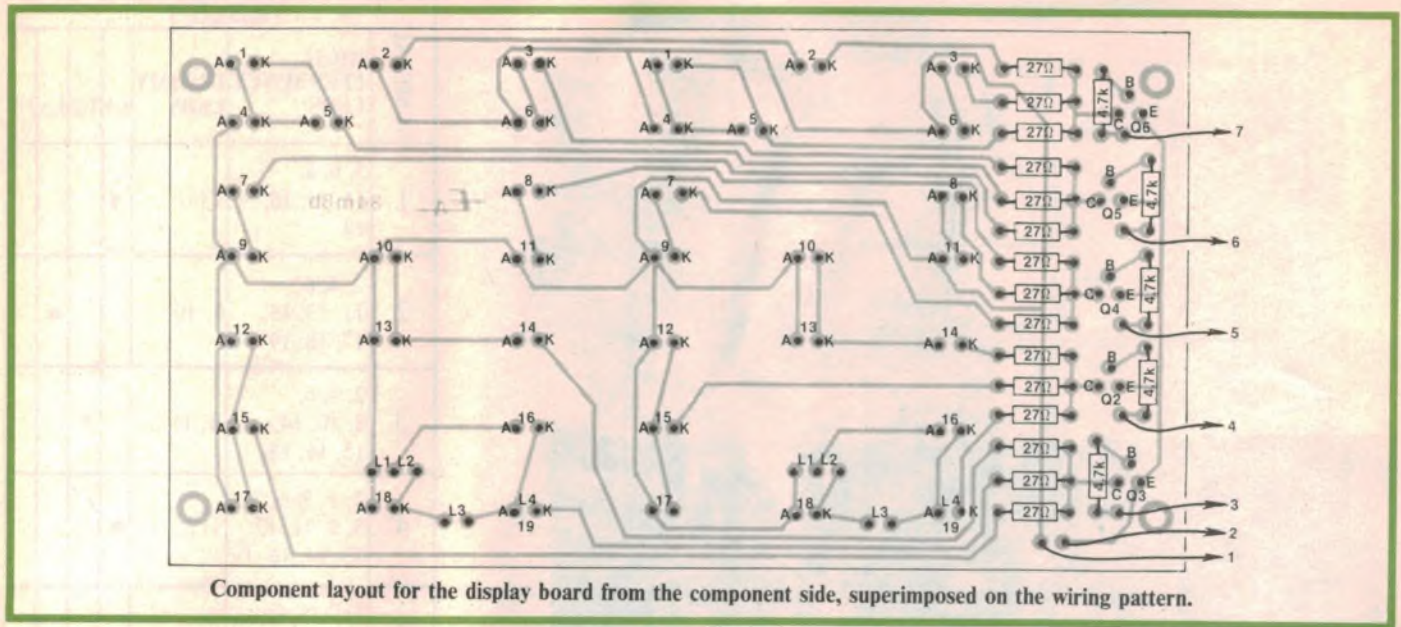 1 2 3 1 2 3
A K A K A K A K A K A K 27Ω 4.7k B
27Ω C E
4 5 6 4 5 6 27Ω Q6 7
A K A K A K A K A K A K
27Ω
7 8 7 8 27Ω B 4.7k
A K A K A K A K C Q5 E
27Ω 6
9 10 11 9 10 11 27Ω B 4.7k
A K A K A K A K A K A K
27Ω C Q4 E
27Ω 5
12 13 14 12 13 14 27Ω B 4.7k
A K A K A K A K A K A K
27Ω C Q2 E
15 16 15 16 27Ω 4
A K A K A K A K
L1 L2 L1 L2 27Ω 4.7k B
27Ω C Q3 E
17 18 L3 L4 17 18 L3 L4 27Ω 3
A K A K A K A K A K A K
19 19 2
1
Component layout for the display board from the component side, superimposed on the wiring pattern.